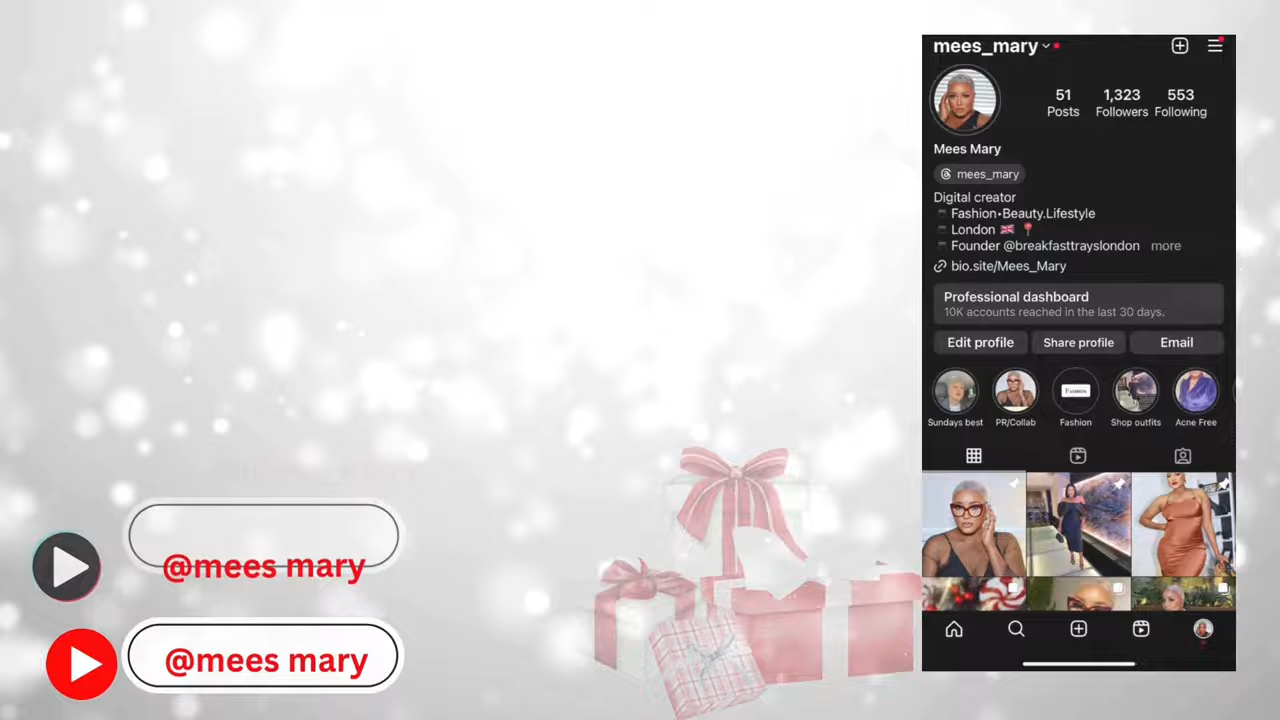 mees_mary
51
1,323
553
Posts
Followers
Following
Mees Mary
mees_mary
Digital creator
Fashion•Beauty.Lifestyle
London 🇬🇧 📍
Founder @breakfasttrayslondon more
bio.site/Mees_Mary
Professional dashboard
10K accounts reached in the last 30 days.
Edit profile
Share profile
Email
Fashion
Sundays best
PR/Collab
Fashion
Shop outfits
Acne Free
@mees mary
@mees mary